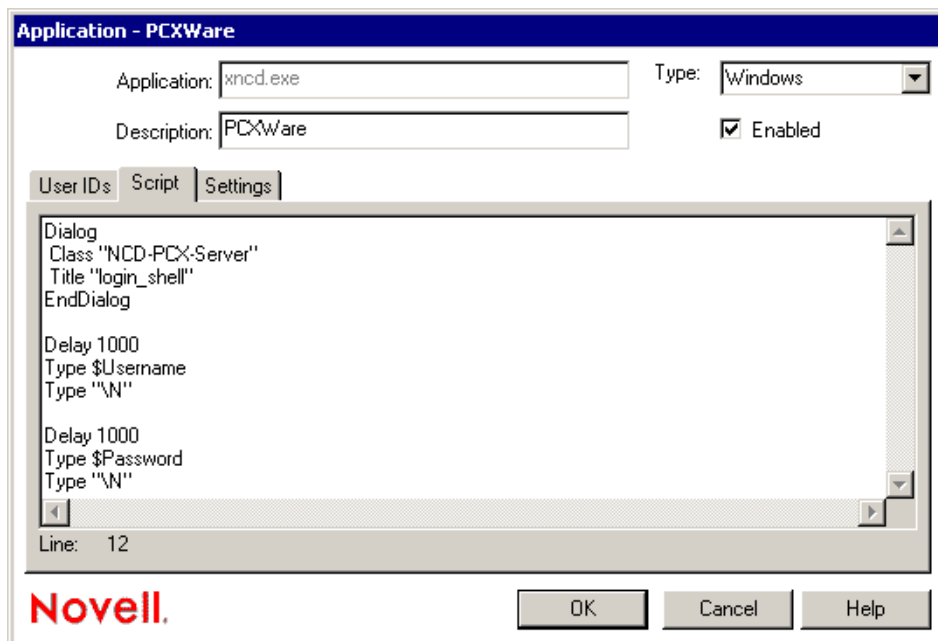 Application - PCXWare
Application: xncd.exe Type: Windows
Description: PCXWare Enabled
User IDs Script Settings
Dialog
Class "NCD-PCX-Server"
Title "login_shell"
EndDialog
Delay 1000
Type $Username
Type "\N"
Delay 1000
Type $Password
Type "\N"
Line: 12
Novell. OK Cancel Help